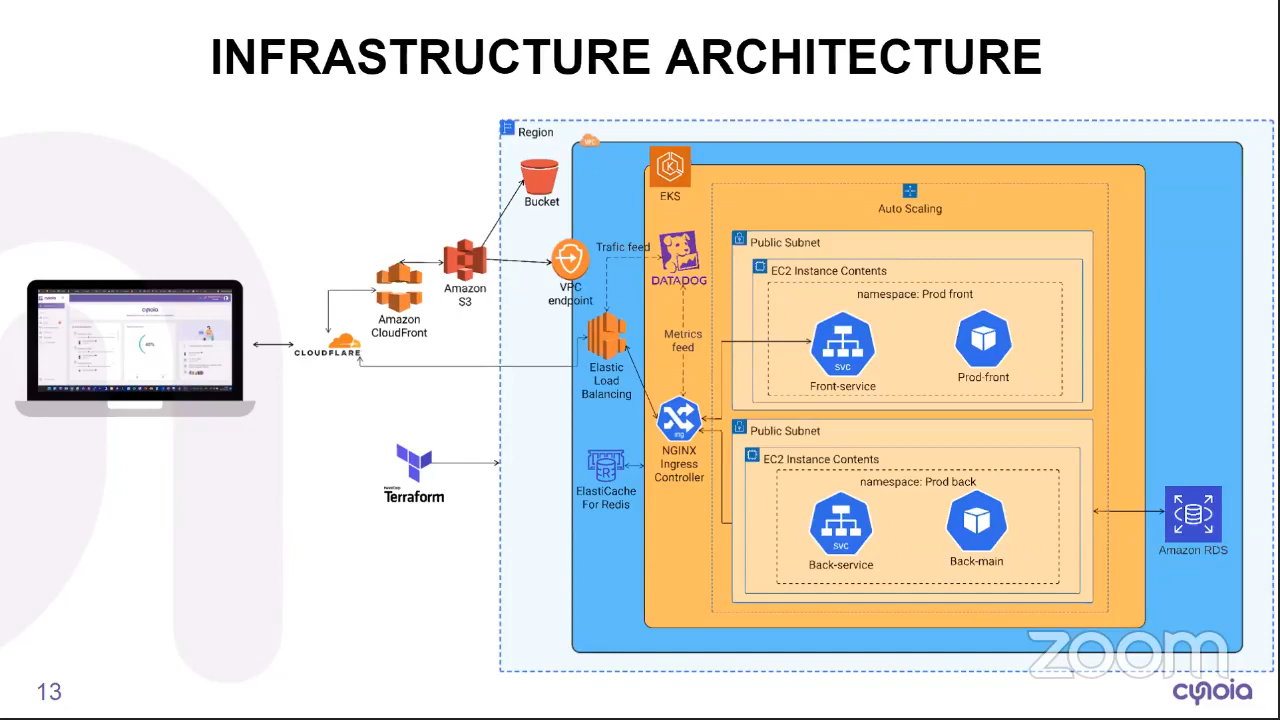 INFRASTRUCTURE ARCHITECTURE
Region
Bucket
EKS
Auto Scaling
Public Subnet
EC2 Instance Contents
namespace: Prod front
SVC
Front-service
Prod-front
Trafic feed
DATADOG
Amazon
S3
VPC
endpoint
Amazon
CloudFront
CLOUDFLARE
Elastic
Load
Balancing
Metrics
feed
ing
NGINX
Ingress
Controller
Public Subnet
EC2 Instance Contents
namespace: Prod back
SVC
Back-service
Back-main
HashiCorp
Terraform
R
ElastiCache
For Redis
Amazon RDS
zoom
cynoia
13